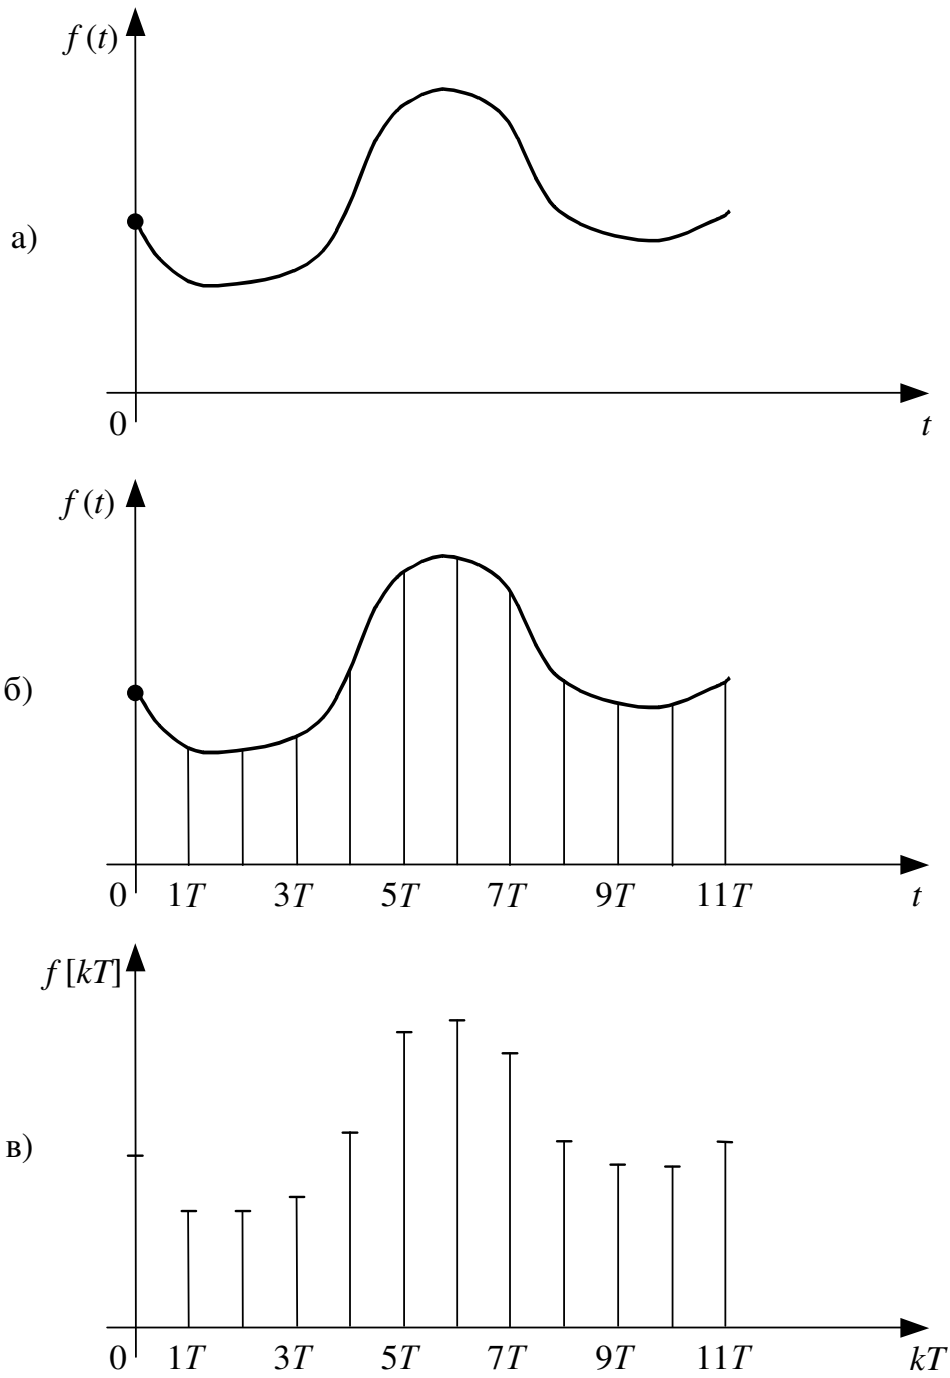 f (t)
а)
0 t
f (t)
б)
0 1T 3T 5T 7T 9T 11T t
f [kT]
в)
0 1T 3T 5T 7T 9T 11T kT